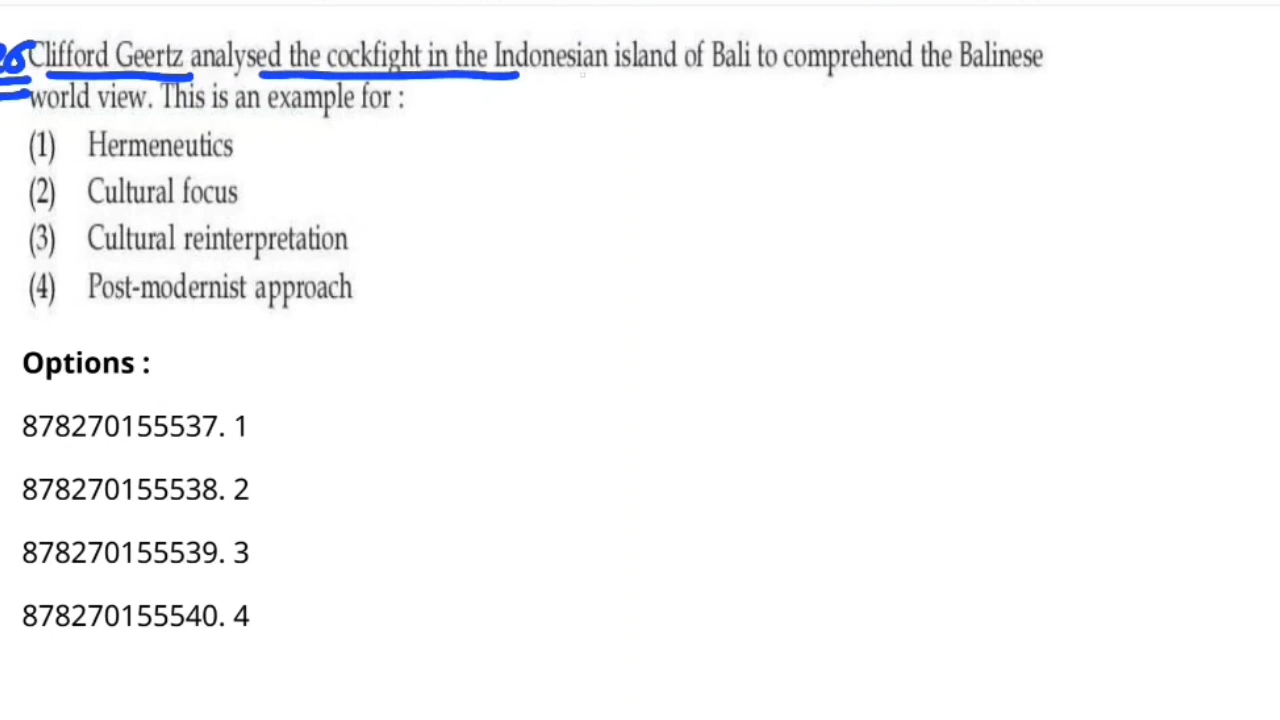 Clifford Geertz analysed the cockfight in the Indonesian island of Bali to comprehend the Balinese
world view. This is an example for :
(1) Hermeneutics
(2) Cultural focus
(3) Cultural reinterpretation
(4) Post-modernist approach
Options :
878270155537. 1
878270155538. 2
878270155539. 3
878270155540. 4